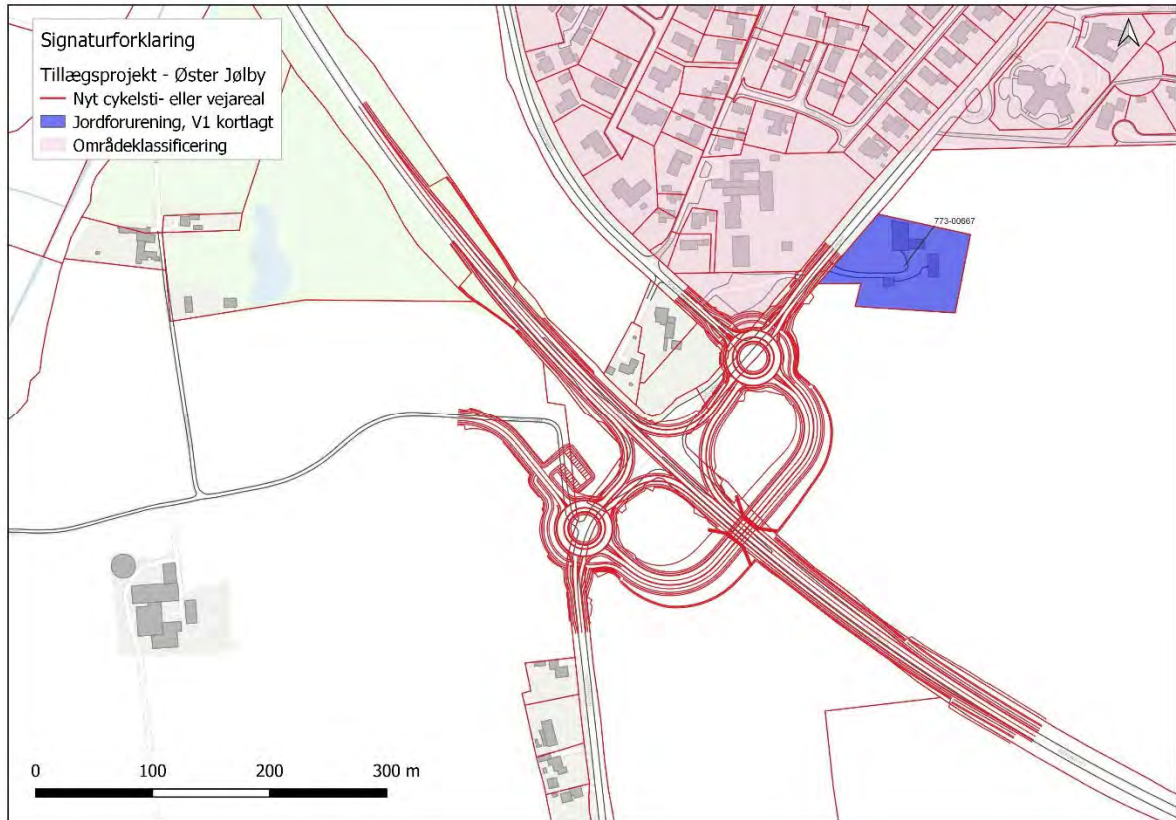 Signaturforklaring
Tillægsprojekt - Øster Jølby
Nyt cykelsti- eller vejareal
Jordforurening, V1 kortlagt
Områdeklassificering
773-00667
0 100 200 300 m